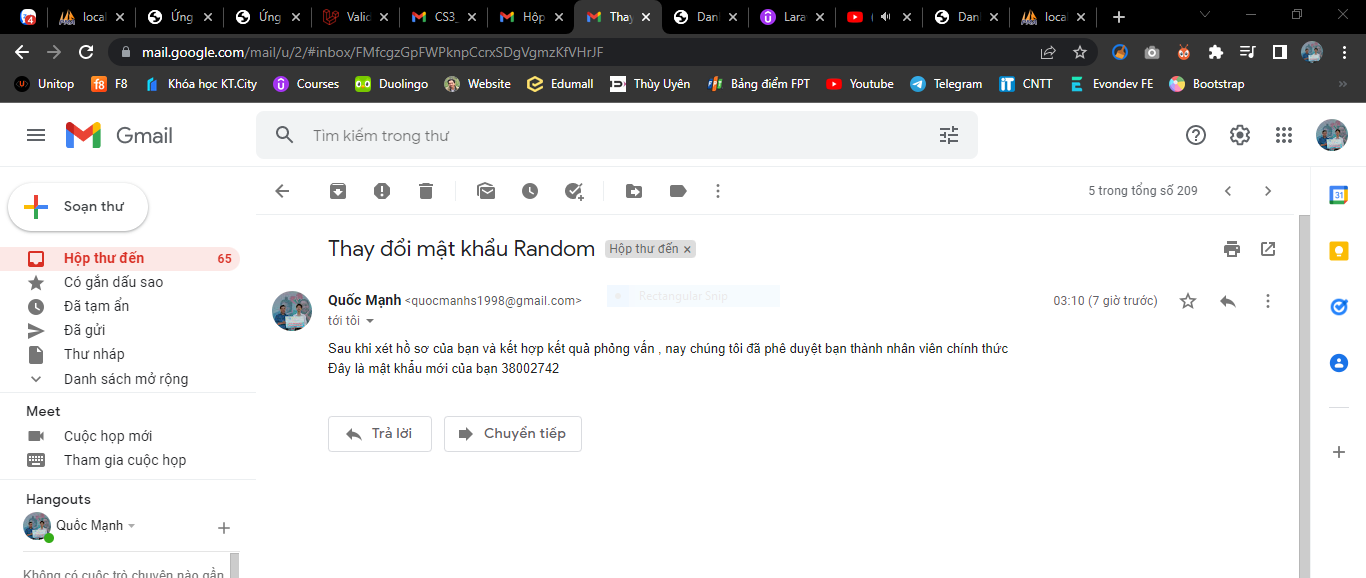 local
Ứng
Ứng
Valid
CS3_
Hộp
Thay
Danh
Lara
Danh
local
mail.google.com/mail/u/2/#inbox/FMfcgzGpFWPknpCcrxSDgVgmzKfVHrJF
Unitop
F8
Khóa học KT.City
Courses
Duolingo
Website
Edumall
Thùy Uyên
Bảng điểm FPT
Youtube
Telegram
CNTT
Evondev FE
Bootstrap
Gmail
Tìm kiếm trong thư
Soạn thư
5 trong tổng số 209
Hộp thư đến 65
Có gắn dấu sao
Đã tạm ẩn
Đã gửi
Thư nháp
Danh sách mở rộng
Meet
Cuộc họp mới
Tham gia cuộc họp
Hangouts
Quốc Mạnh
Không có cuộc trò chuyện nào gần
Thay đổi mật khẩu Random Hộp thư đến
Quốc Mạnh <quocmanhs1998@gmail.com>
Rectangular Snip
03:10 (7 giờ trước)
tới tôi
Sau khi xét hồ sơ của bạn và kết hợp kết quả phỏng vấn , nay chúng tôi đã phê duyệt bạn thành nhân viên chính thức
Đây là mật khẩu mới của bạn 38002742
Trả lời
Chuyển tiếp
31